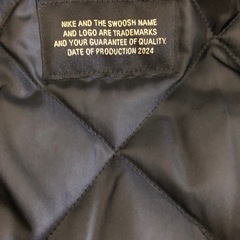 NIKE AND THE SWOOSH NAME
AND LOGO ARE TRADEMARKS
AND YOUR GUARANTEE OF QUALITY.
DATE OF PRODUCTION 2024